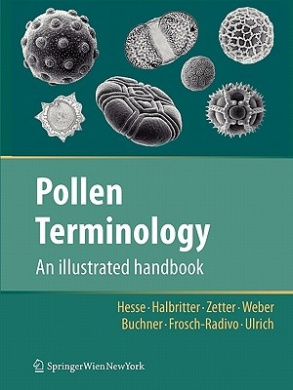 Pollen
Terminology
An illustrated handbook
Hesse · Halbritter · Zetter · Weber
Buchner · Frosch-Radivo · Ulrich
SpringerWienNewYork